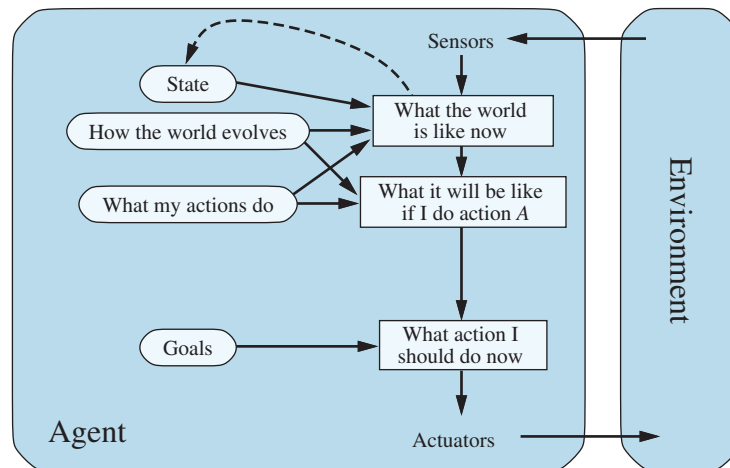 Sensors
State
What the world
is like now
How the world evolves
What my actions do
What it will be like
if I do action A
Environment
Goals
What action I
should do now
Agent
Actuators